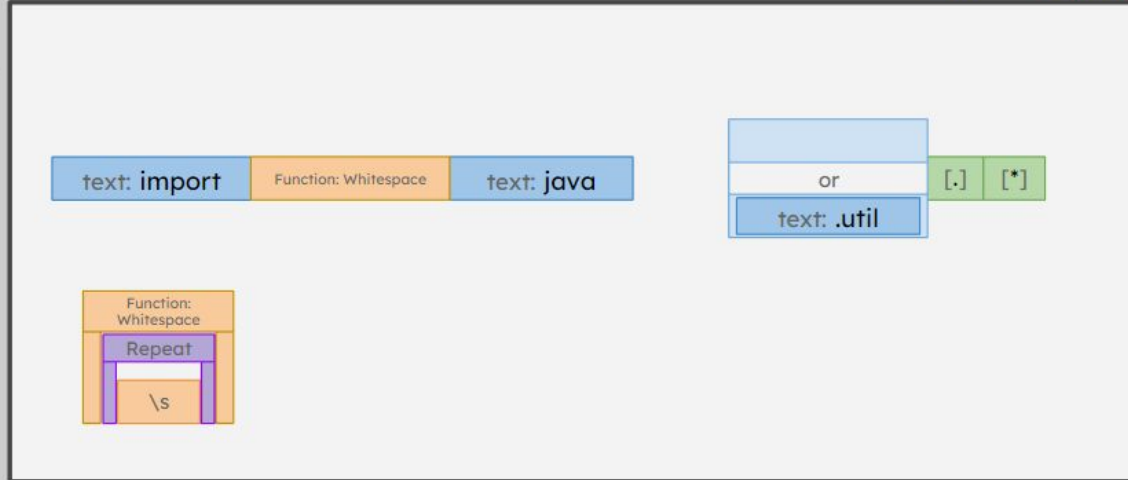 text: import Function: Whitespace text: java
or
text: .util
[.] [*]
Function:
Whitespace
Repeat
\s